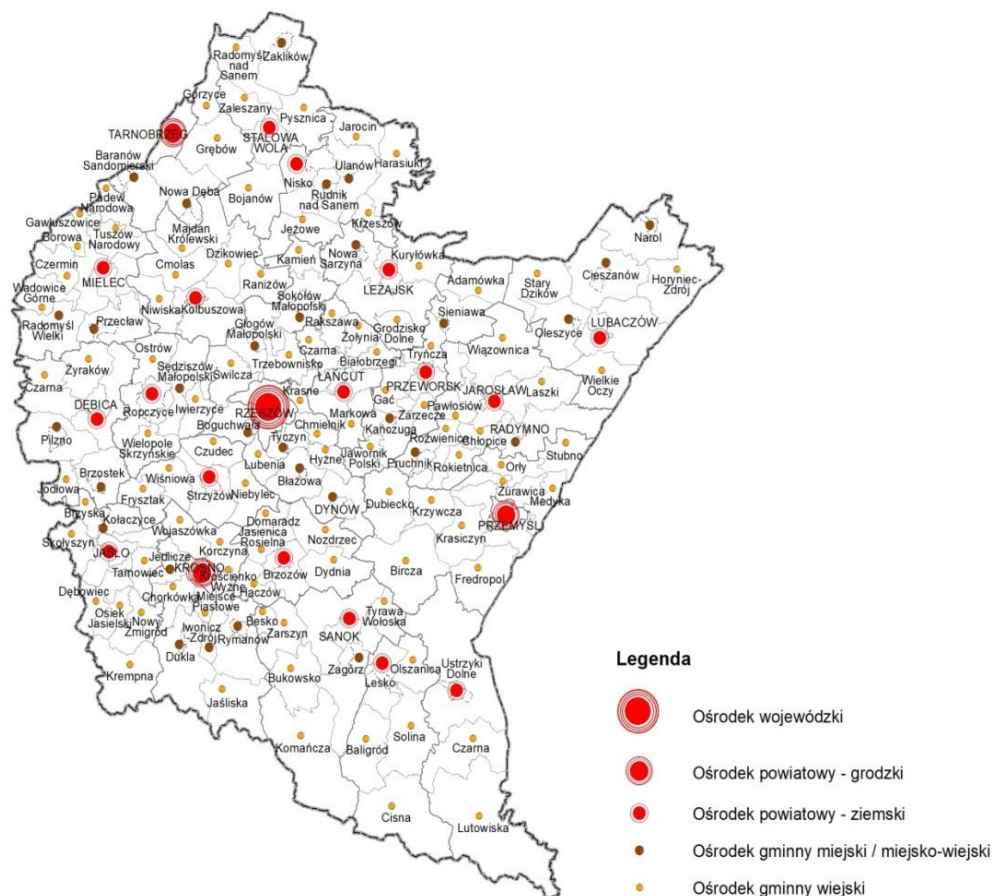 Radomyśl
nad
Sanem
Zaklików
Gorzyce
Zaleszany
Pysznica
TARNOBRZEG
STALOWA
WOLA
Jarocin
Grębów
Harasiuki
Baranów
Sandomierski
Nisko
Ulanów
Rudnik
nad Sanem
Nowa Dęba
Bojanów
Padew
Narodowa
Gawłuszowice
Borowa
Tuszów
Narodowy
Majdan
Królewski
Jeżowe
Krzeszów
Narol
Czermin
MIELEC
Cmolas
Dzikowiec
Kamień
Nowa
Sarzyna
Kuryłówka
LEŻAJSK
Adamówka
Stary
Dzików
Cieszanów
Horyniec-
Zdrój
Wadowice
Górne
Niwiska
Kolbuszowa
Raniżów
Sokołów
Małopolski
Radomyśl
Wielki
Przecław
Głogów
Małopolski
Rakszawa
Żołynia
Grodzisko
Dolne
Sieniawa
Oleszyce
LUBACZÓW
Ostrów
Czarna
Tryńcza
Wiązownica
Żyraków
Sędziszów
Małopolski
Świlcza
Trzebownisko
Białobrzegi
Czarna
DĘBICA
Ropczyce
Iwierzyce
Krasne
RZESZÓW
ŁAŃCUT
PRZEWORSK
Gać
JAROSŁAW
Laszki
Wielkie
Oczy
Boguchwała
Markowa
Zarzecze
Pawłosiów
Pilzno
Chmielnik
Kańczuga
Roźwienica
Chłopice
RADYMNO
Wielopole
Skrzyńskie
Czudec
Tyczyn
Lubenia
Hyżne
Jawornik
Polski
Pruchnik
Rokietnica
Orły
Stubno
Brzostek
Wiśniowa
Błażowa
Jodłowa
Frysztak
Strzyżów
Niebylec
DYNÓW
Dubiecko
Krzywcza
Żurawica
Medyka
PRZEMYŚL
Brzyska
Kołaczyce
Wojaszówka
Domaradz
Jasienica
Rosielna
Nozdrzec
Krasiczyn
Skołyszyn
JASŁO
Jedlicze
Korczyna
KROSNO
Krościenko
Wyżne
Brzozów
Dydnia
Bircza
Fredropol
Tarnowiec
Dębowiec
Chorkówka
Miejsce
Piastowe
Haczów
Osiek
Jasielski
Nowy
Żmigród
Iwonicz
Zdrój
Besko
Rymanów
Zarszyn
SANOK
Tyrawa
Wołoska
Dukla
Krempna
Bukowsko
Zagórz
Lesko
Olszanica
Ustrzyki
Dolne
Jaśliska
Komańcza
Baligród
Solina
Czarna
Cisna
Lutowiska
Legenda
Ośrodek wojewódzki
Ośrodek powiatowy - grodzki
Ośrodek powiatowy - ziemski
Ośrodek gminny miejski / miejsko-wiejski
Ośrodek gminny wiejski